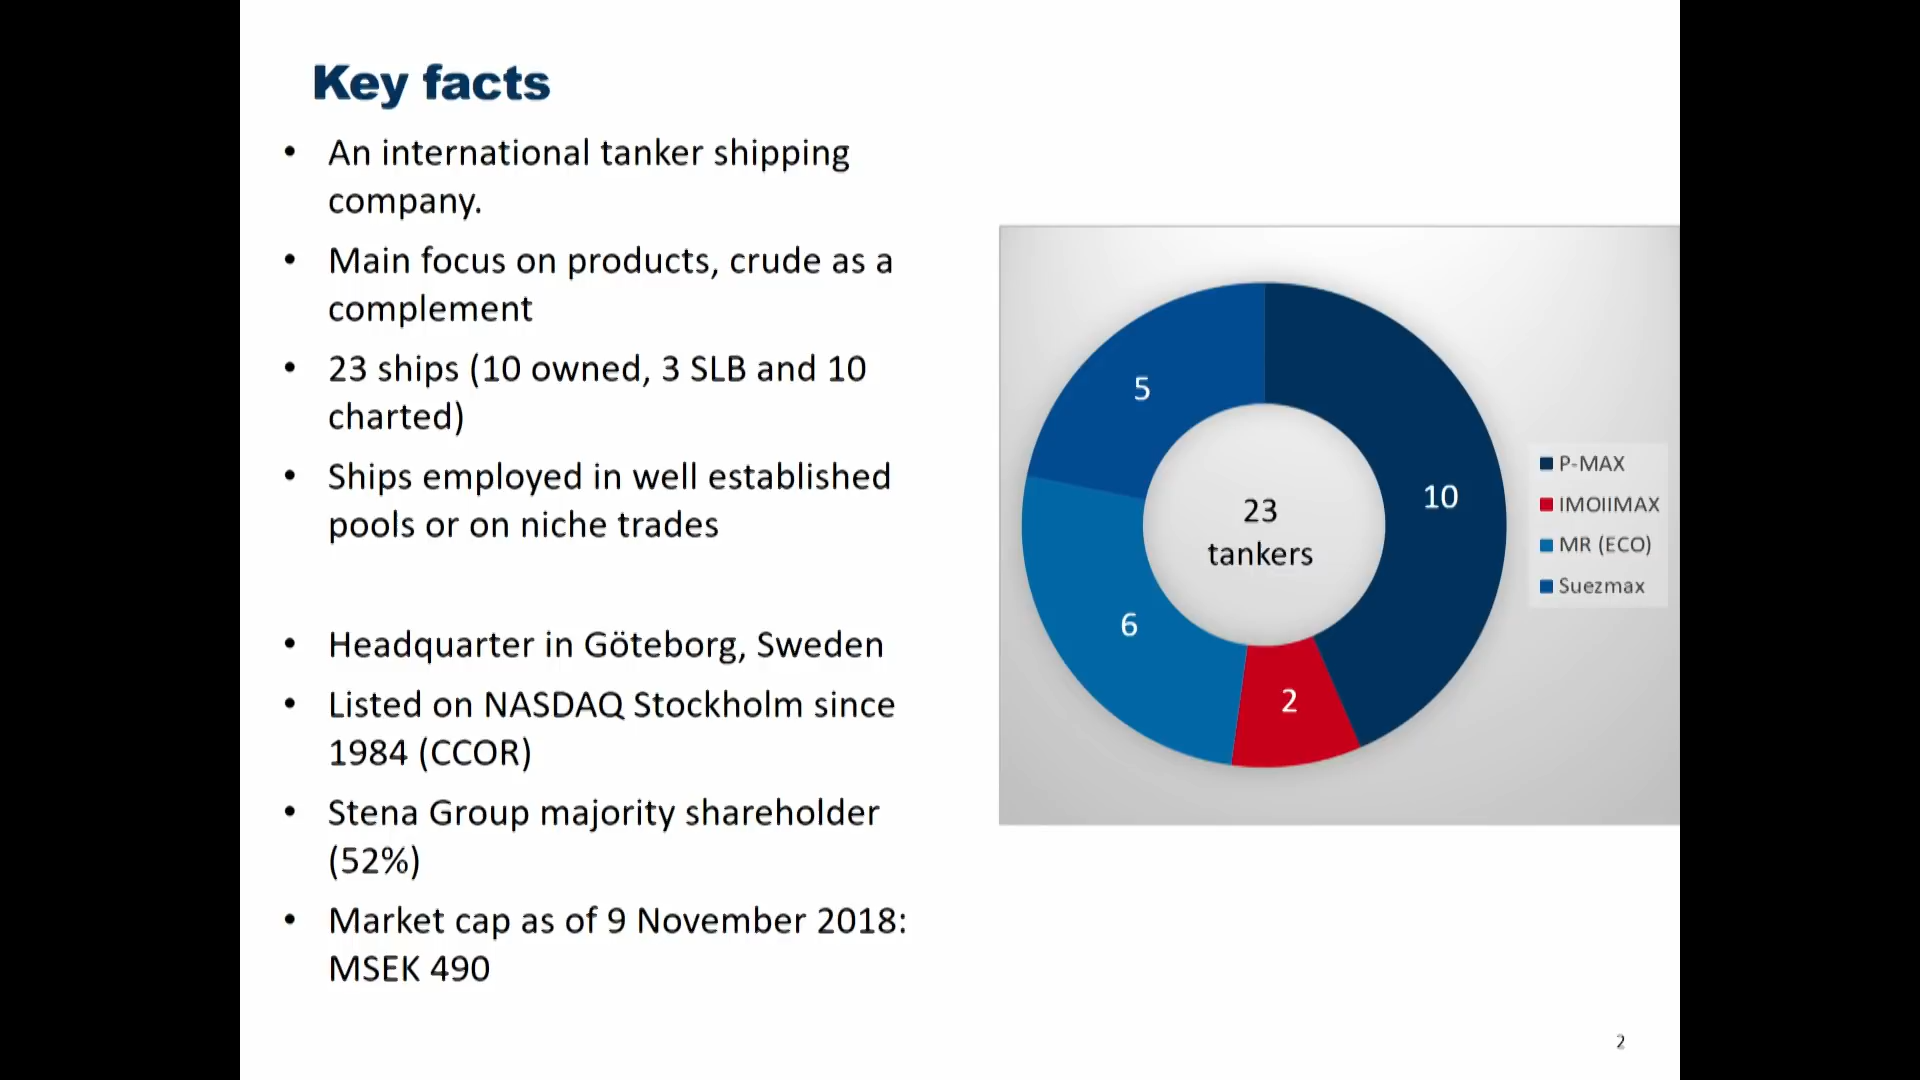 Key facts
• An international tanker shipping
company.
• Main focus on products, crude as a
complement
• 23 ships (10 owned, 3 SLB and 10
charted)
• Ships employed in well established
pools or on niche trades
• Headquarter in Göteborg, Sweden
• Listed on NASDAQ Stockholm since
1984 (CCOR)
• Stena Group majority shareholder
(52%)
• Market cap as of 9 November 2018:
MSEK 490
5
10
6
2
23
tankers
P-MAX
IMOIIMAX
MR (ECO)
Suezmax
2